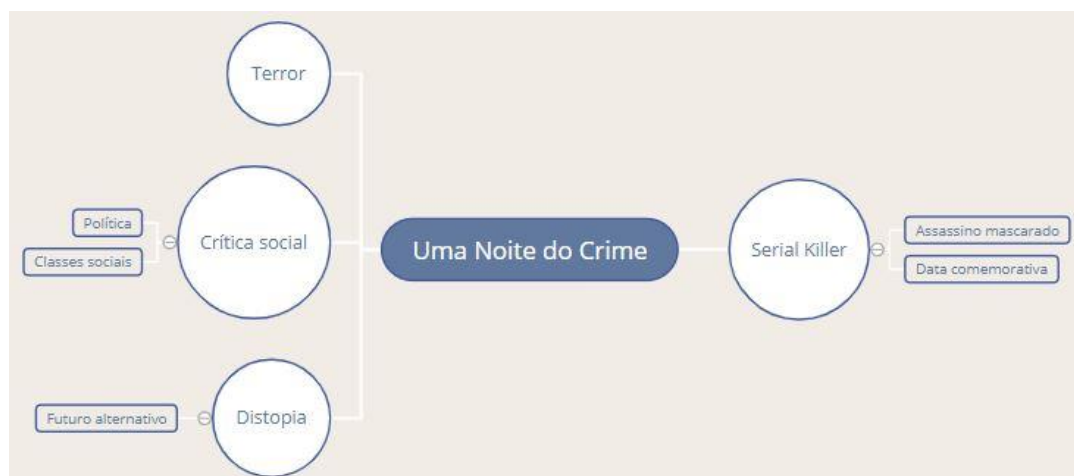 Terror
Política
Classes sociais
Crítica social
Futuro alternativo
Distopia
Uma Noite do Crime
Serial Killer
Assassino mascarado
Data comemorativa